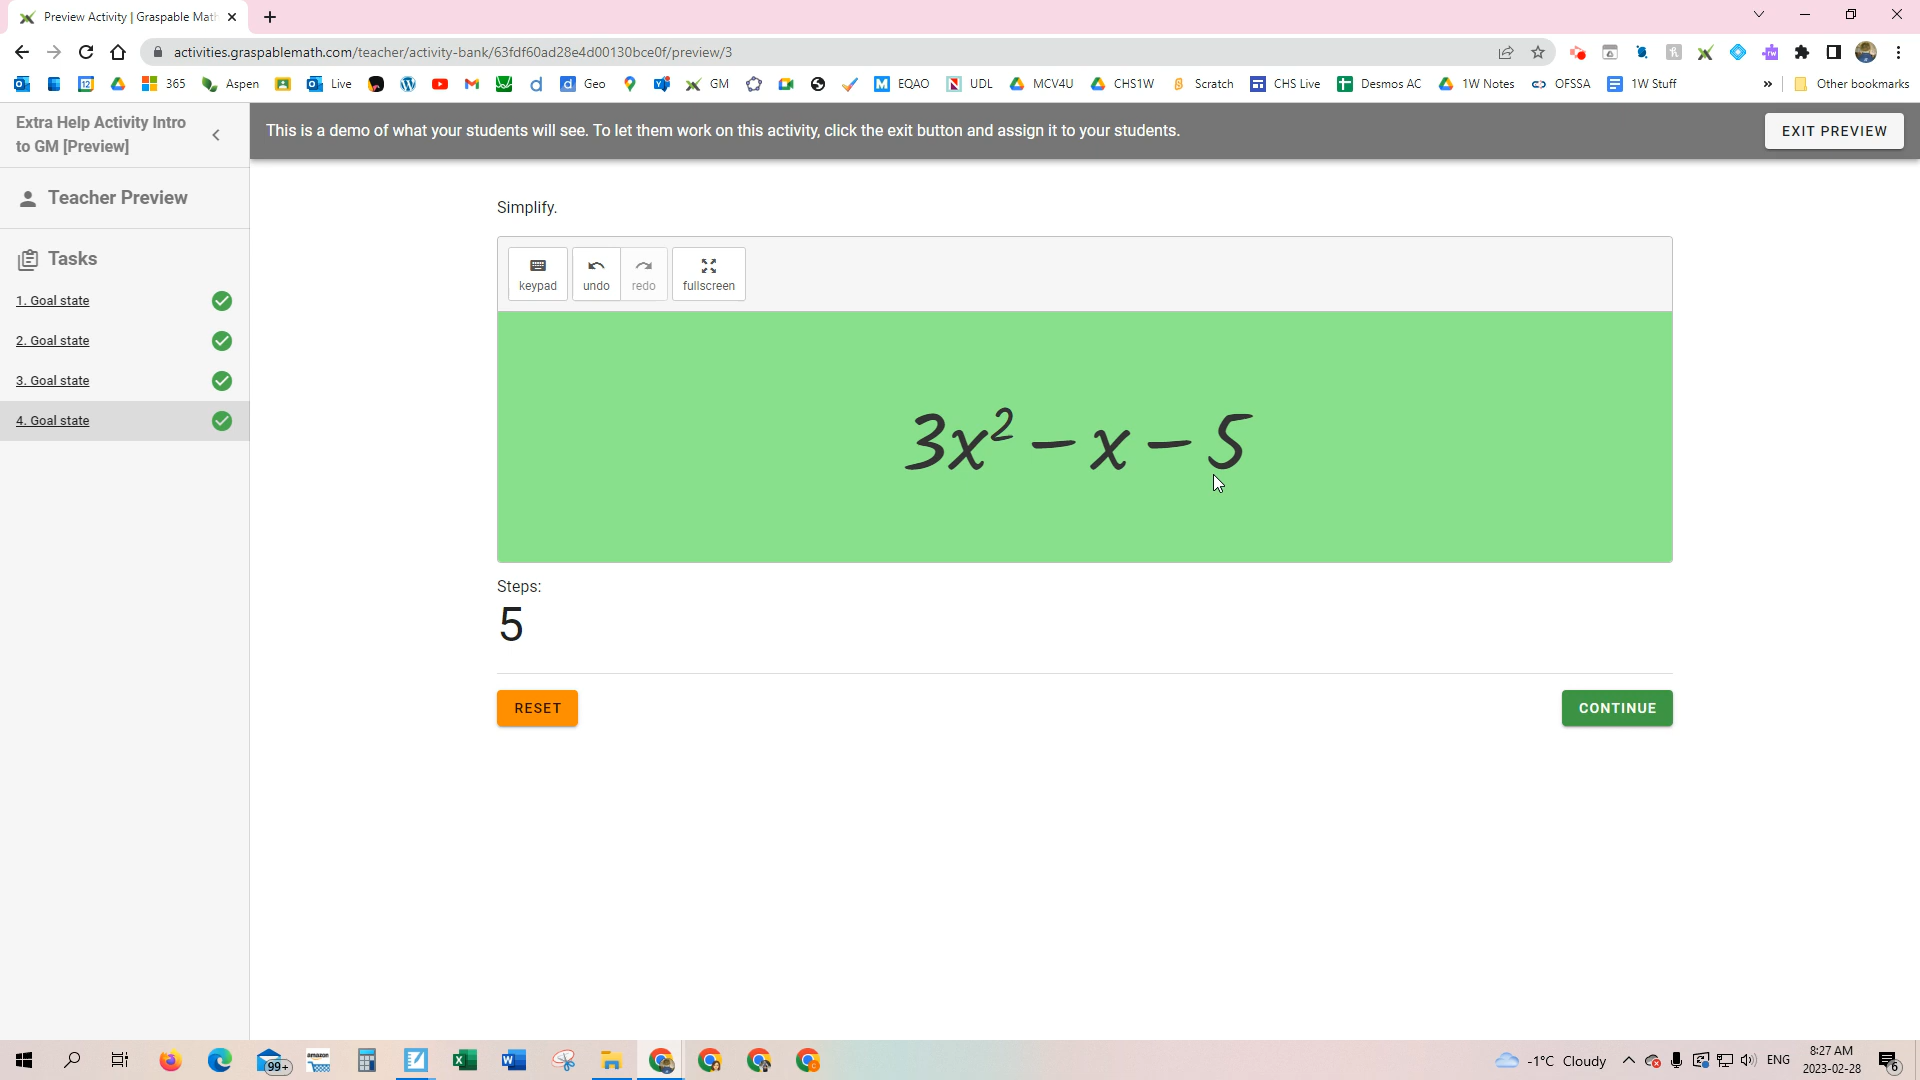 Preview Activity | Graspable Math
activities.graspablemath.com/teacher/activity-bank/63fdf60ad28e4d00130bce0f/preview/3
12 365 Aspen Live Geo GM EQAO UDL MCV4U CHS1W Scratch CHS Live Desmos AC 1W Notes OFSSA 1W Stuff » Other bookmarks
Extra Help Activity Intro
to GM [Preview]
This is a demo of what your students will see. To let them work on this activity, click the exit button and assign it to your students.
EXIT PREVIEW
Teacher Preview
Tasks
1. Goal state
2. Goal state
3. Goal state
4. Goal state
Simplify.
keypad undo redo fullscreen
3x² − x − 5
Steps:
5
RESET
CONTINUE
99+
amazon
-1°C Cloudy
ENG
8:27 AM
2023-02-28
6